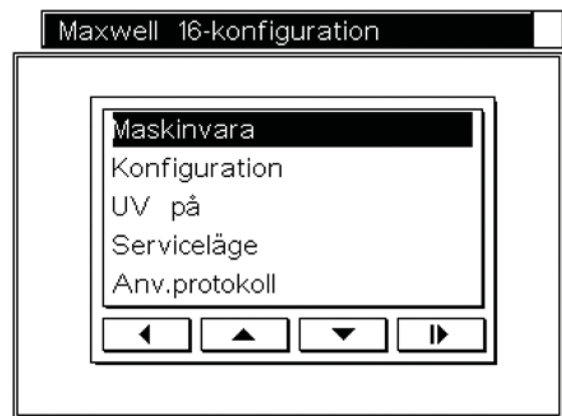 Maxwell 16-konfiguration
Maskinvara
Konfiguration
UV på
Serviceläge
Anv.protokoll